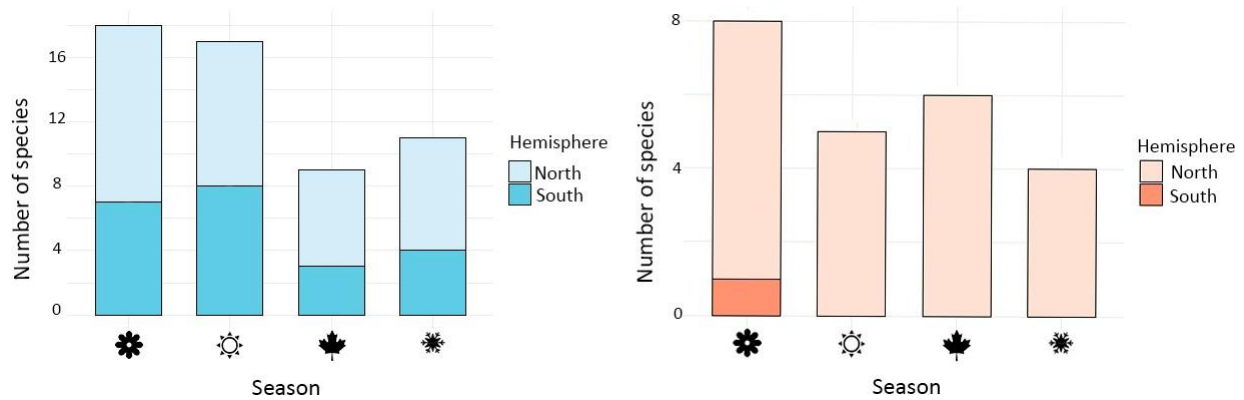 Number of species
16
12
8
4
0
Season
Hemisphere
North
South
Number of species
8
4
0
Season
Hemisphere
North
South